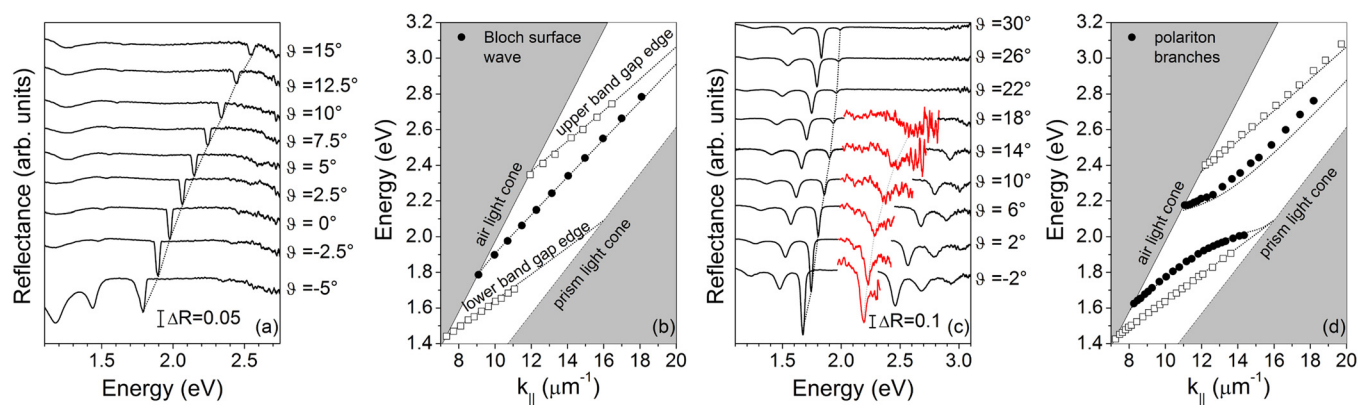 Reflectance (arb. units)
ϑ =15°
ϑ =12.5°
ϑ =10°
ϑ =7.5°
ϑ =5°
ϑ =2.5°
ϑ =0°
ϑ =-2.5°
ϑ =-5°
ΔR=0.05
(a)
1.5 2.0 2.5
Energy (eV)
Energy (eV)
3.2
3.0
2.8
2.6
2.4
2.2
2.0
1.8
1.6
1.4
Bloch surface
wave
upper band gap edge
air light cone
lower band gap edge
prism light cone
(b)
8 10 12 14 16 18 20
k|| (μm⁻¹)
Reflectance (arb. units)
ϑ =30°
ϑ =26°
ϑ =22°
ϑ =18°
ϑ =14°
ϑ =10°
ϑ =6°
ϑ =2°
ϑ =-2°
ΔR=0.1
(c)
1.5 2.0 2.5 3.0
Energy (eV)
Energy (eV)
3.2
3.0
2.8
2.6
2.4
2.2
2.0
1.8
1.6
1.4
polariton
branches
air light cone
prism light cone
(d)
8 10 12 14 16 18 20
k|| (μm⁻¹)